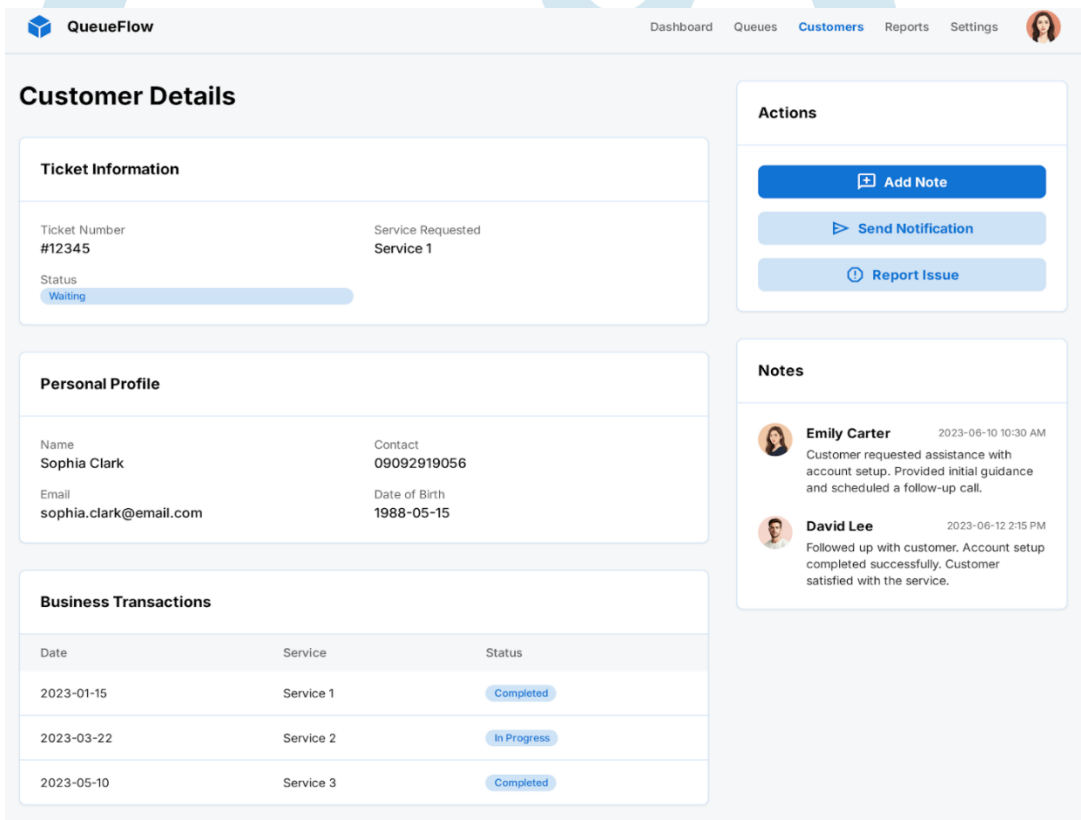 QueueFlow
Dashboard Queues Customers Reports Settings
Customer Details
Ticket Information
Ticket Number Service Requested
#12345 Service 1
Status
Waiting
Personal Profile
Name Contact
Sophia Clark 09092919056
Email Date of Birth
sophia.clark@email.com 1988-05-15
Business Transactions
Date Service Status
2023-01-15 Service 1 Completed
2023-03-22 Service 2 In Progress
2023-05-10 Service 3 Completed
Actions
Add Note
Send Notification
Report Issue
Notes
Emily Carter 2023-06-10 10:30 AM
Customer requested assistance with
account setup. Provided initial guidance
and scheduled a follow-up call.
David Lee 2023-06-12 2:15 PM
Followed up with customer. Account setup
completed successfully. Customer
satisfied with the service.